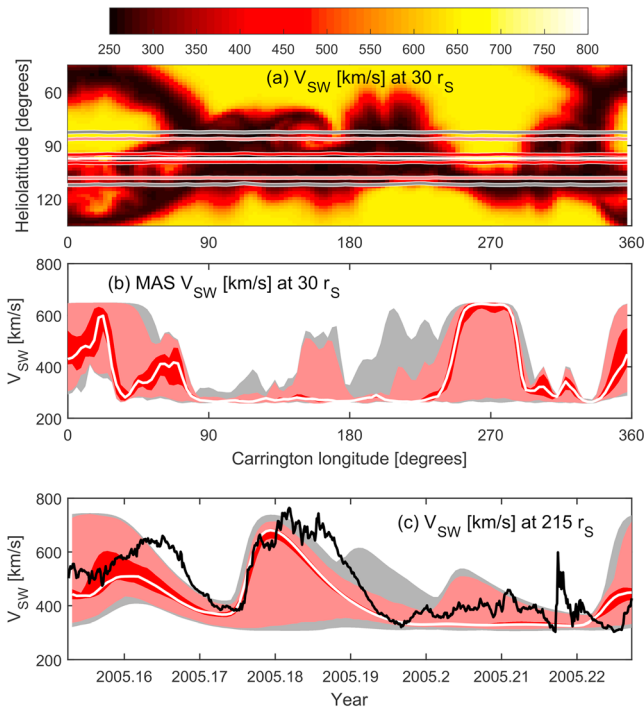 250 300 350 400 450 500 550 600 650 700 750 800
(a) V_SW [km/s] at 30 r_S
Heliolatitude [degrees]
60
90
120
0 90 180 270 360
(b) MAS V_SW [km/s] at 30 r_S
V_SW [km/s]
800
600
400
200
0 90 180 270 360
Carrington longitude [degrees]
(c) V_SW [km/s] at 215 r_S
V_SW [km/s]
800
600
400
200
2005.16 2005.17 2005.18 2005.19 2005.2 2005.21 2005.22
Year